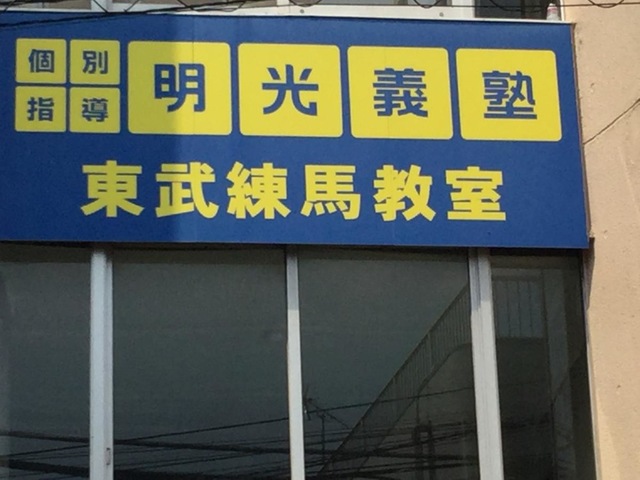 個別指導 明光義塾
東武練馬教室